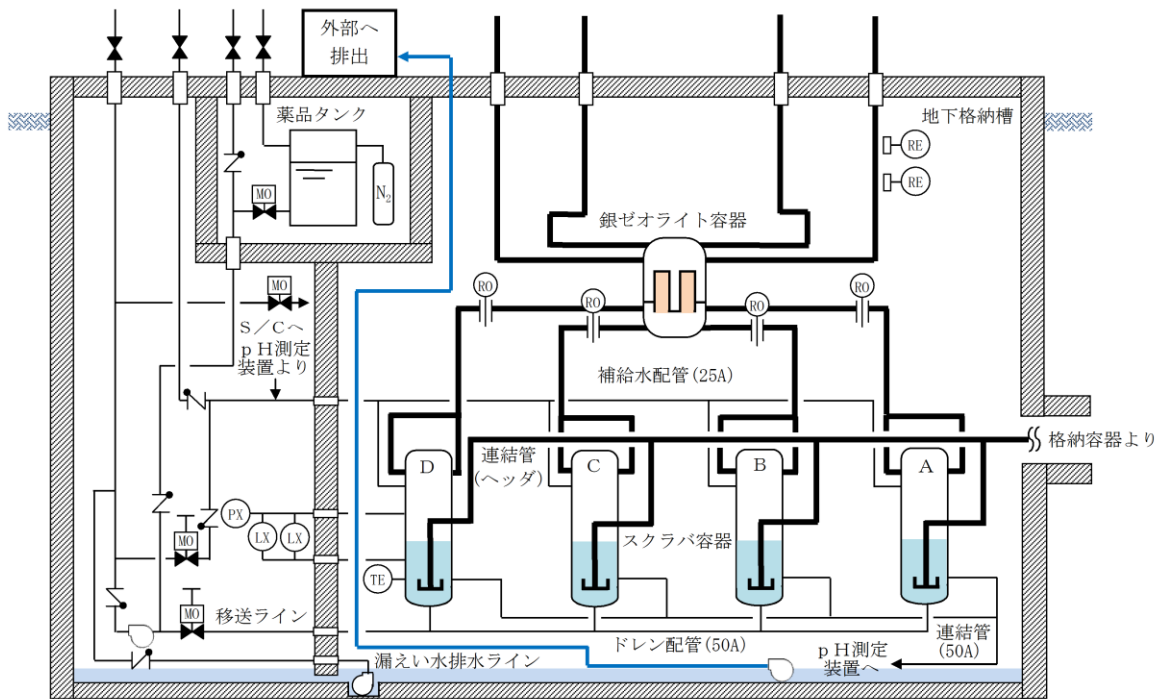 外部へ
排出
薬品タンク
N₂
MO
地下格納槽
RE
RE
銀ゼオライト容器
MO
S/Cへ
pH測定
装置より
RO
RO
RO
RO
補給水配管(25A)
格納容器より
連結管
(ヘッダ)
D
C
B
A
スクラバ容器
PX
LX
LX
MO
TE
MO
移送ライン
ドレン配管(50A)
連結管
(50A)
pH測定
装置へ
漏えい水排水ライン